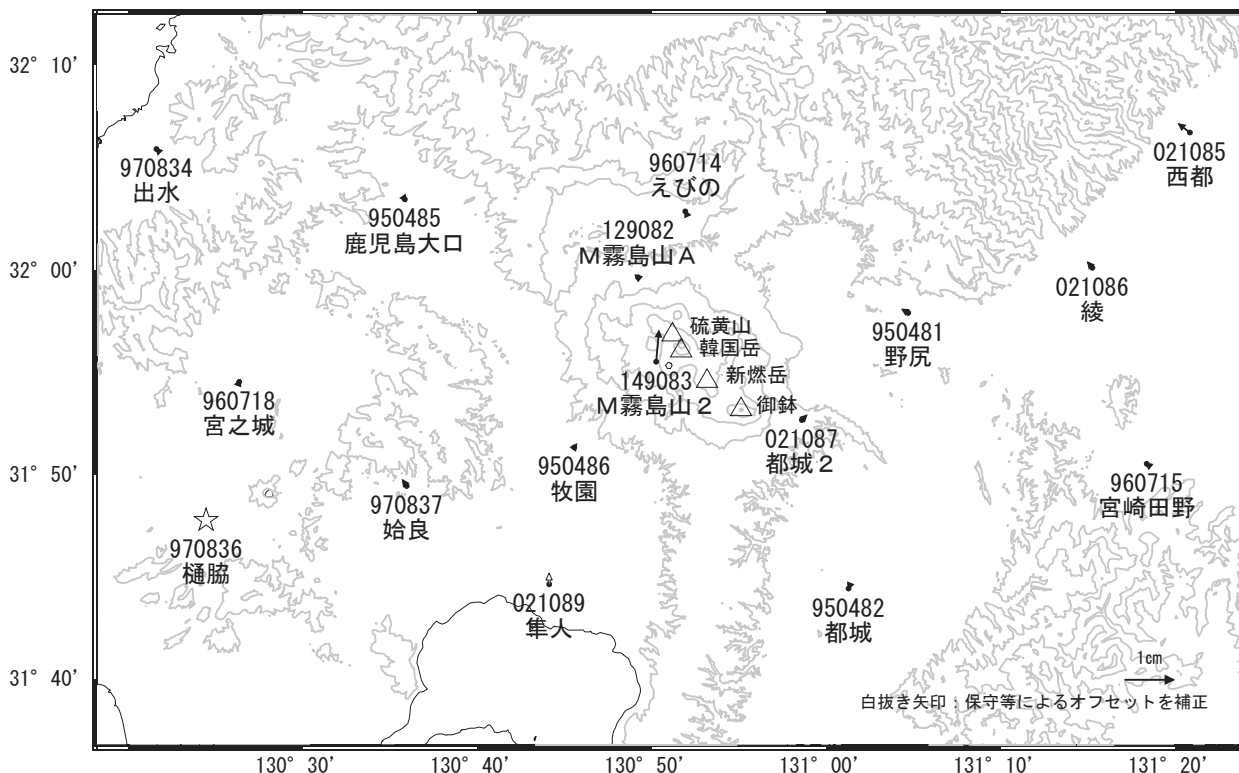 32° 10′
970834
出水
950485
鹿児島大口
960714
えびの
129082
M霧島山A
021085
西都
32° 00′
021086
綾
950481
野尻
硫黄山
韓国岳
新燃岳
御鉢
149083
M霧島山2
960718
宮之城
021087
都城2
31° 50′
950486
牧園
970837
姶良
960715
宮崎田野
970836
樋脇
021089
隼人
950482
都城
31° 40′
1cm
白抜き矢印：保守等によるオフセットを補正
130° 30′
130° 40′
130° 50′
131° 00′
131° 10′
131° 20′